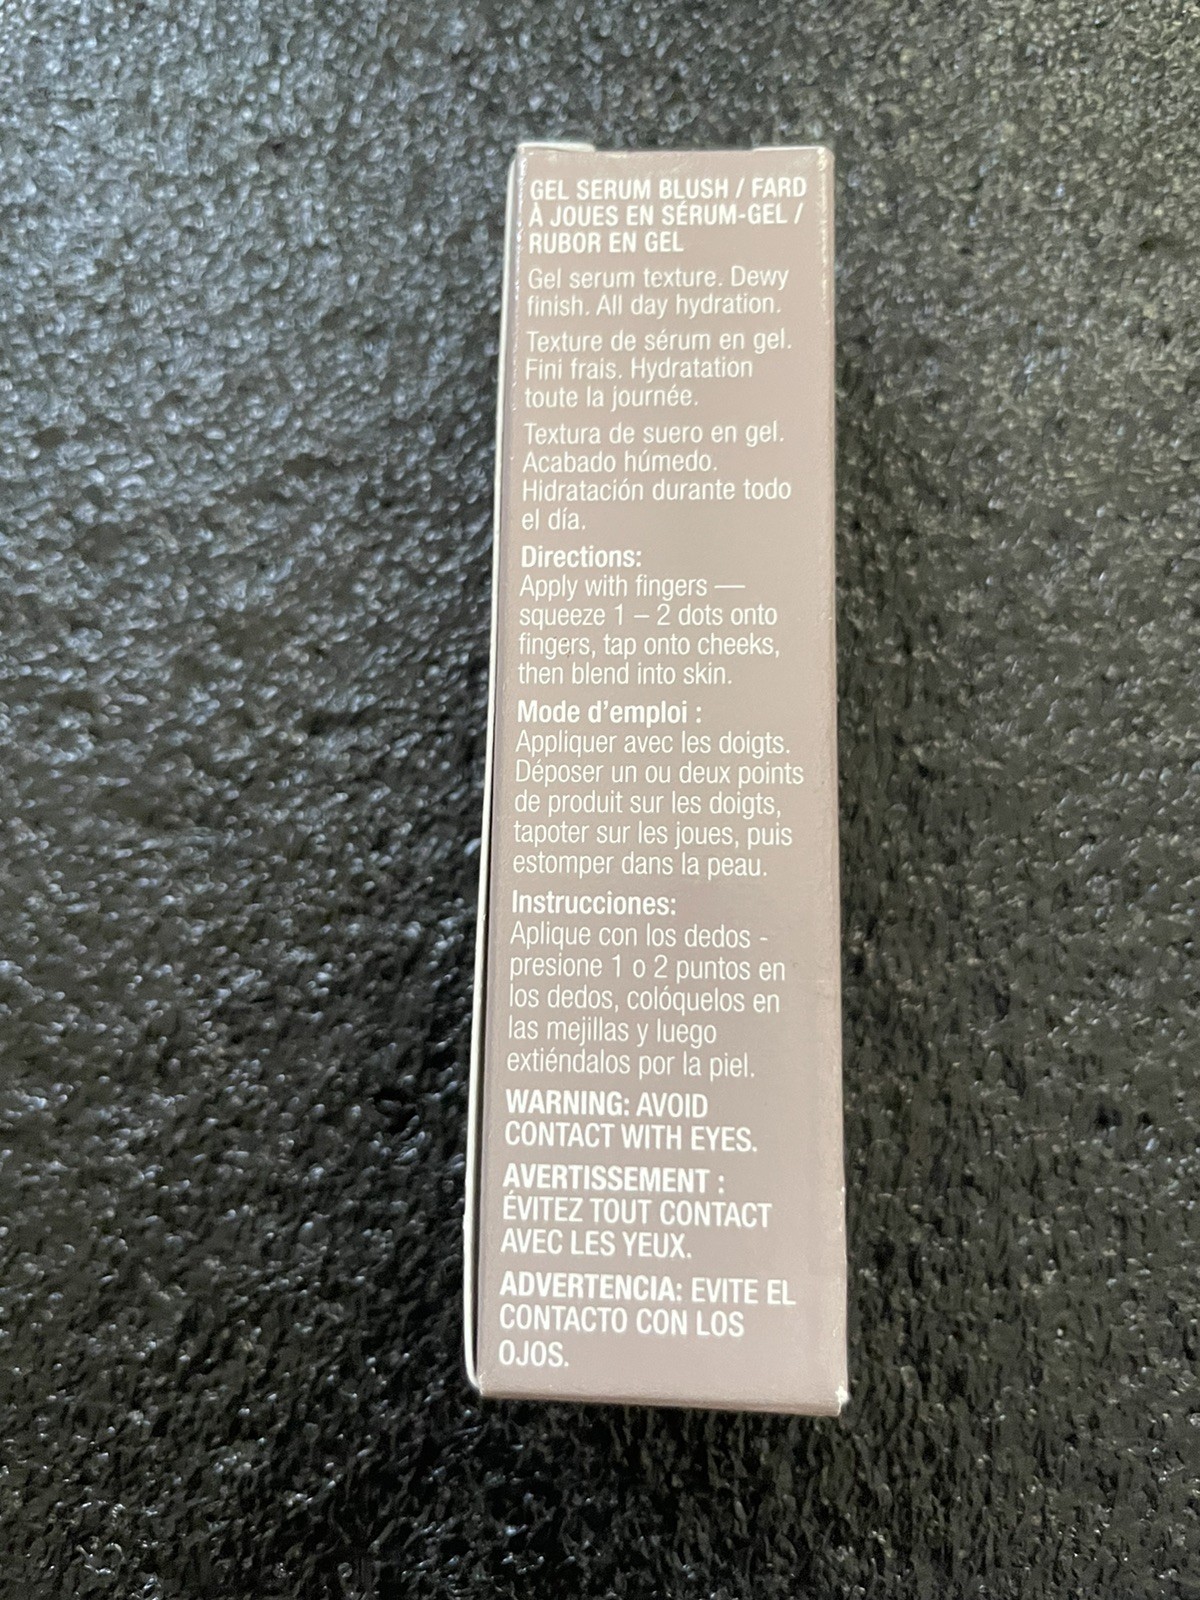 GEL SERUM BLUSH / FARD
À JOUES EN SÉRUM-GEL /
RUBOR EN GEL
Gel serum texture. Dewy
finish. All day hydration.
Texture de sérum en gel.
Fini frais. Hydratation
toute la journée.
Textura de suero en gel.
Acabado húmedo.
Hidratación durante todo
el día.
Directions:
Apply with fingers —
squeeze 1 – 2 dots onto
fingers, tap onto cheeks,
then blend into skin.
Mode d’emploi :
Appliquer avec les doigts.
Déposer un ou deux points
de produit sur les doigts,
tapoter sur les joues, puis
estomper dans la peau.
Instrucciones:
Aplique con los dedos -
presione 1 o 2 puntos en
los dedos, colóquelos en
las mejillas y luego
extiéndalos por la piel.
WARNING: AVOID
CONTACT WITH EYES.
AVERTISSEMENT :
ÉVITEZ TOUT CONTACT
AVEC LES YEUX.
ADVERTENCIA: EVITE EL
CONTACTO CON LOS
OJOS.